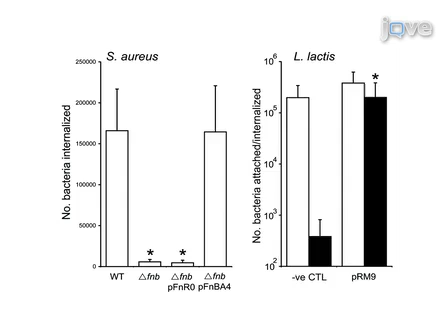 jove
S. aureus
L. lactis
No. bacteria internalized
250000
200000
150000
100000
50000
0
* *
WT △fnb △fnb △fnb
pFnR0 pFnBA4
No. bacteria attached/internalized
10⁶
10⁵
10⁴
10³
10²
*
-ve CTL pRM9